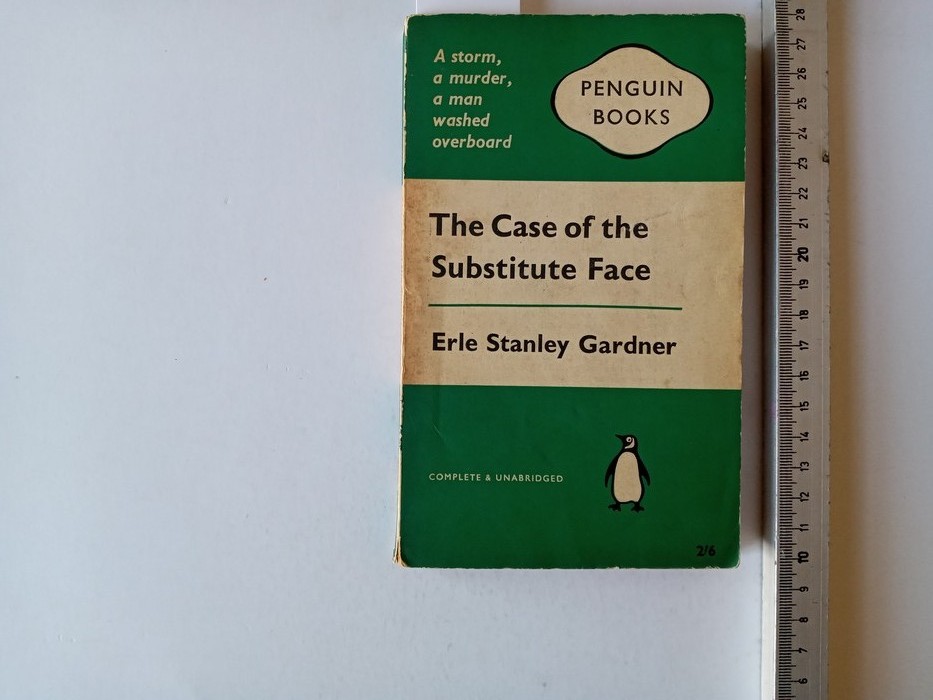 A storm,
a murder,
a man
washed
overboard
PENGUIN
BOOKS
The Case of the
Substitute Face
Erle Stanley Gardner
COMPLETE & UNABRIDGED
2/6
28
27
26
25
24
23
22
21
20
19
18
17
16
15
14
13
12
11
10
9
8
7
6